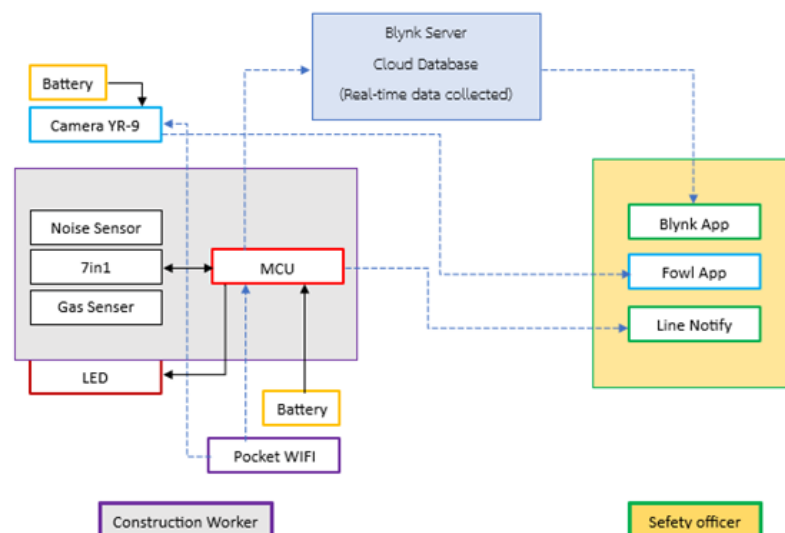 Blynk Server
Cloud Database
(Real-time data collected)
Battery
Camera YR-9
Noise Sensor
7in1
Gas Senser
MCU
LED
Battery
Pocket WIFI
Blynk App
Fowl App
Line Notify
Construction Worker
Sefety officer